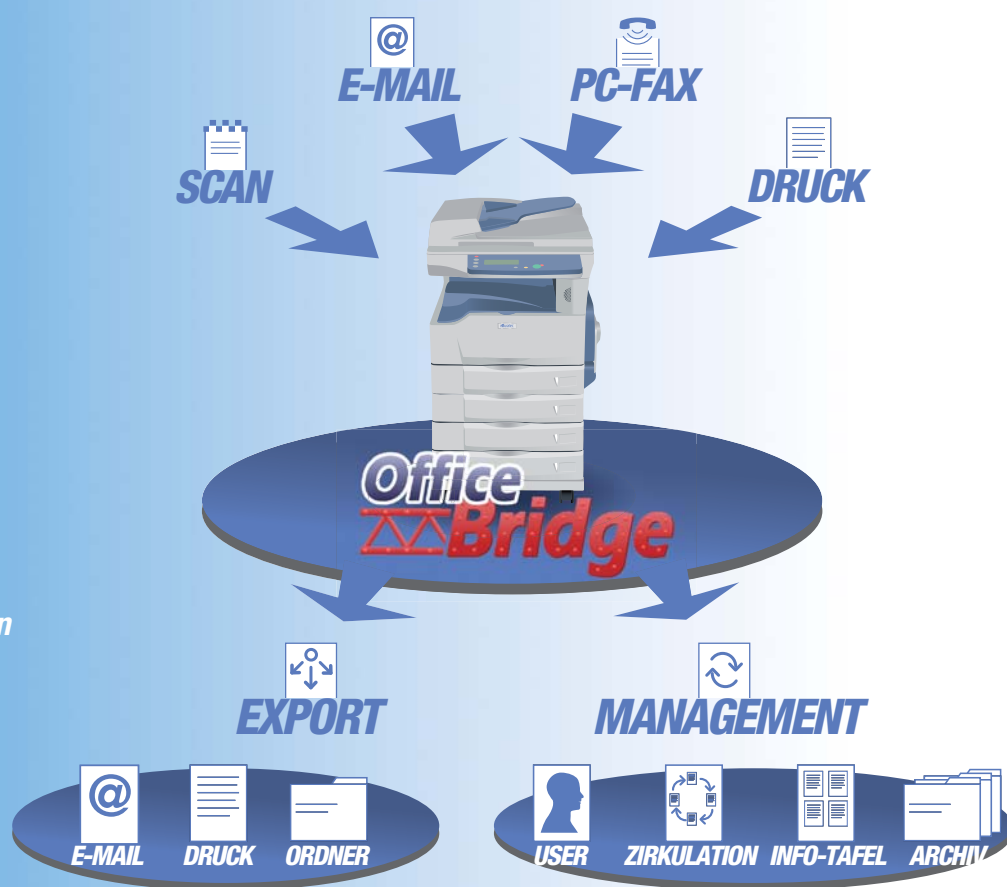 E-MAIL
PC-FAX
SCAN
DRUCK
Office
Bridge
EXPORT
MANAGEMENT
E-MAIL DRUCK ORDNER
USER ZIRKULATION INFO-TAFEL ARCHIV